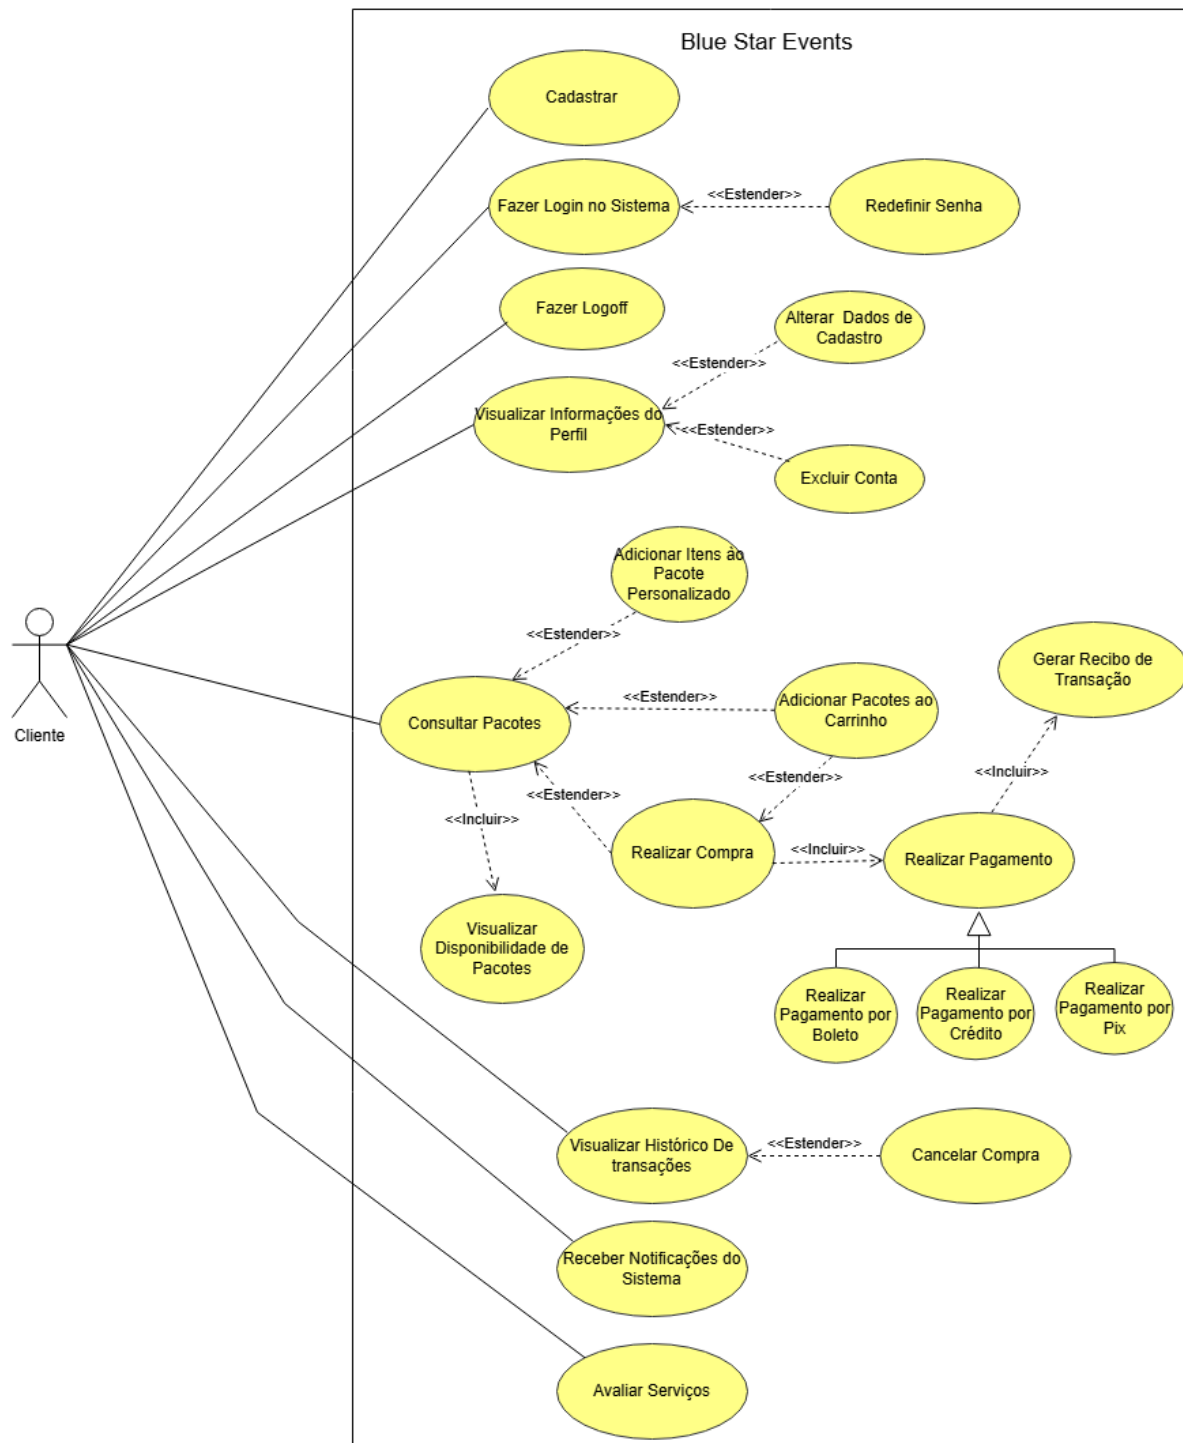 Blue Star Events
Cadastrar
Fazer Login no Sistema
<<Estender>>
Redefinir Senha
Fazer Logoff
Alterar Dados de
Cadastro
<<Estender>>
Visualizar Informações do
Perfil
<<Estender>>
Excluir Conta
Adicionar Itens ào
Pacote
Personalizado
<<Estender>>
Gerar Recibo de
Transação
Cliente
Consultar Pacotes
<<Estender>>
Adicionar Pacotes ao
Carrinho
<<Estender>>
<<Estender>>
<<Incluir>>
<<Incluir>>
Realizar Compra
<<Incluir>>
Realizar Pagamento
Visualizar
Disponibilidade de
Pacotes
Realizar
Pagamento por
Boleto
Realizar
Pagamento por
Crédito
Realizar
Pagamento por
Pix
Visualizar Histórico De
transações
<<Estender>>
Cancelar Compra
Receber Notificações do
Sistema
Avaliar Serviços